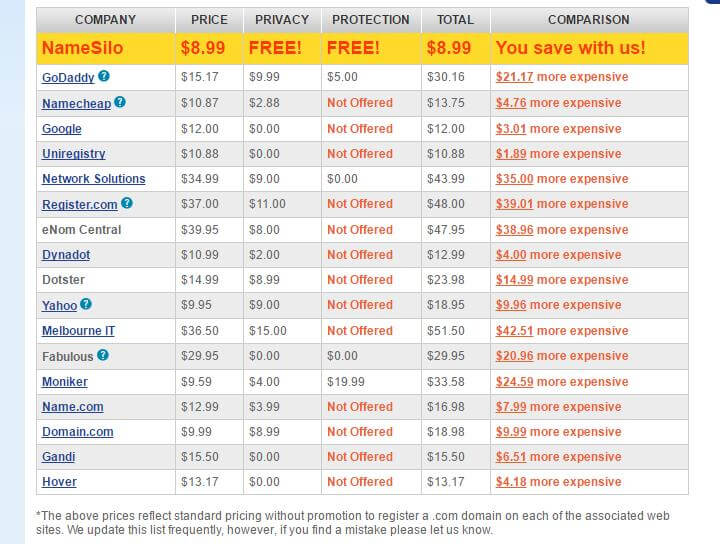 COMPANY PRICE PRIVACY PROTECTION TOTAL COMPARISON
NameSilo $8.99 FREE! FREE! $8.99 You save with us!
GoDaddy ? $15.17 $9.99 $5.00 $30.16 $21.17 more expensive
Namecheap ? $10.87 $2.88 Not Offered $13.75 $4.76 more expensive
Google $12.00 $0.00 Not Offered $12.00 $3.01 more expensive
Uniregistry $10.88 $0.00 Not Offered $10.88 $1.89 more expensive
Network Solutions $34.99 $9.00 $0.00 $43.99 $35.00 more expensive
Register.com ? $37.00 $11.00 Not Offered $48.00 $39.01 more expensive
eNom Central $39.95 $8.00 Not Offered $47.95 $38.96 more expensive
Dynadot $10.99 $2.00 Not Offered $12.99 $4.00 more expensive
Dotster $14.99 $8.99 Not Offered $23.98 $14.99 more expensive
Yahoo ? $9.95 $9.00 Not Offered $18.95 $9.96 more expensive
Melbourne IT $36.50 $15.00 Not Offered $51.50 $42.51 more expensive
Fabulous ? $29.95 $0.00 $0.00 $29.95 $20.96 more expensive
Moniker $9.59 $4.00 $19.99 $33.58 $24.59 more expensive
Name.com $12.99 $3.99 Not Offered $16.98 $7.99 more expensive
Domain.com $9.99 $8.99 Not Offered $18.98 $9.99 more expensive
Gandi $15.50 $0.00 Not Offered $15.50 $6.51 more expensive
Hover $13.17 $0.00 Not Offered $13.17 $4.18 more expensive
*The above prices reflect standard pricing without promotion to register a .com domain on each of the associated web
sites. We update this list frequently, however, if you find a mistake please let us know.